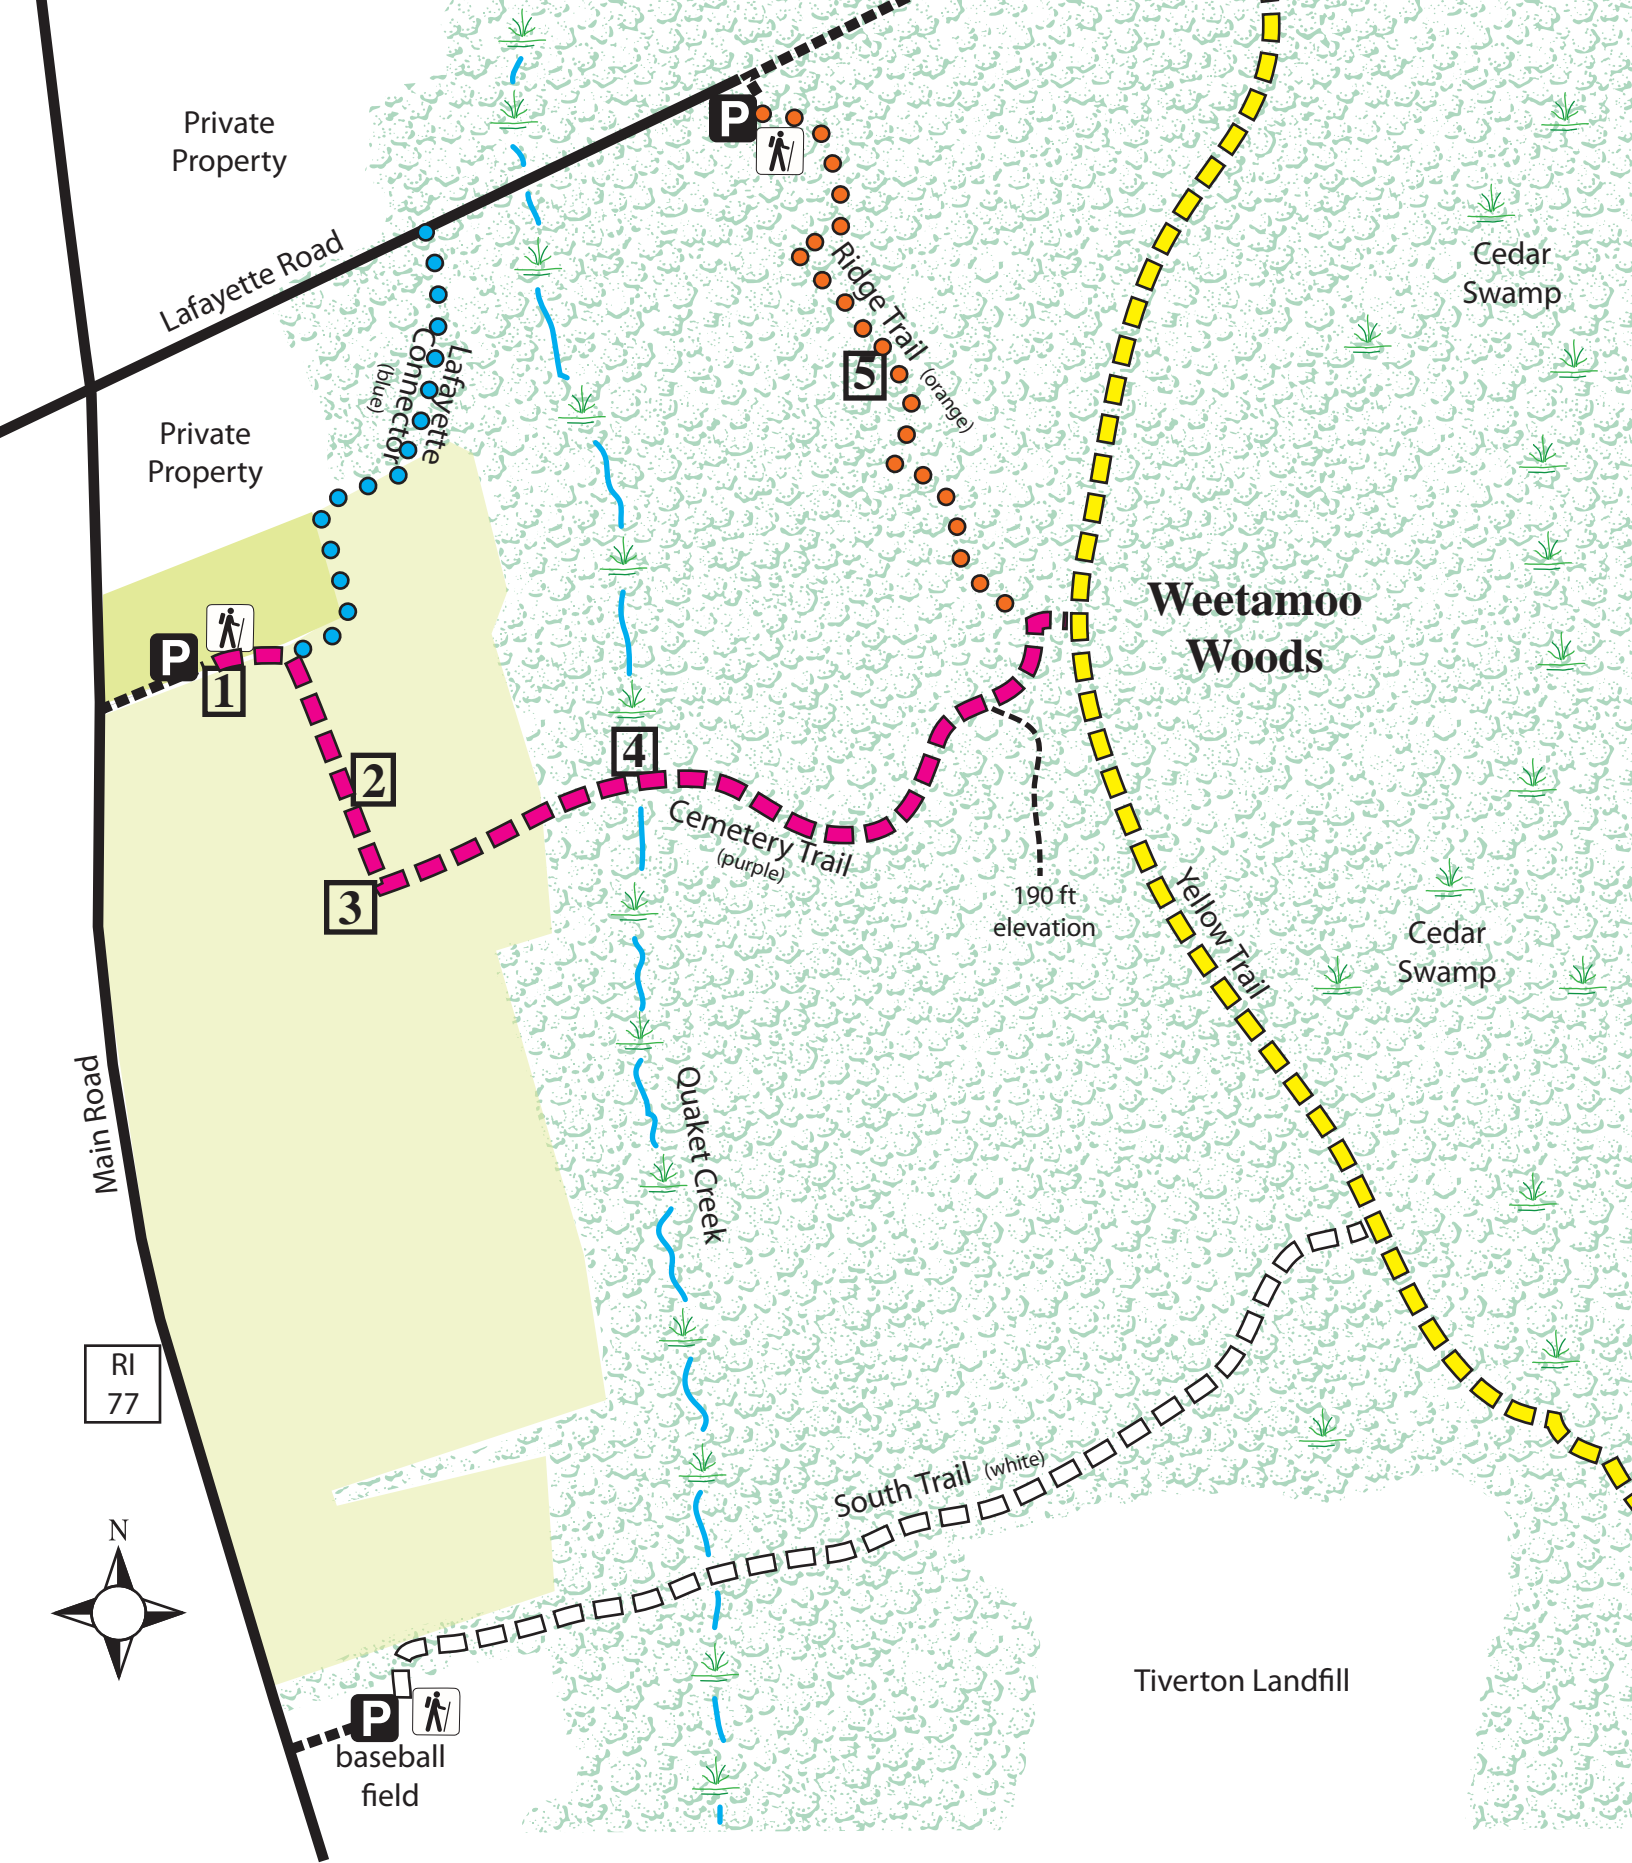 Private
Property
P
Lafayette Road
Cedar
Swamp
Ridge Trail
(orange)
5
Lafayette
Connector
(blue)
Private
Property
Weetamoo
Woods
P
1
4
2
Cemetery Trail
(purple)
3
190 ft
elevation
Yellow Trail
Cedar
Swamp
Main Road
Quaket Creek
RI
77
South Trail (white)
N
Tiverton Landfill
P
baseball
field